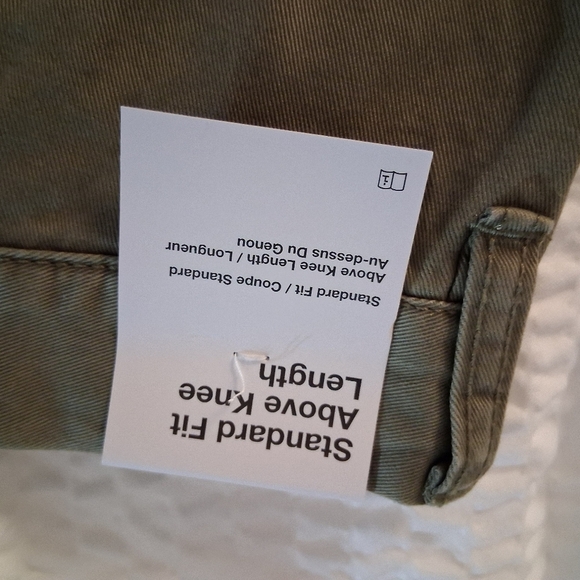 Standard Fit
Above Knee
Length
Standard Fit / Coupe Standard
Above Knee Length / Longueur
Au-dessus Du Genou
i